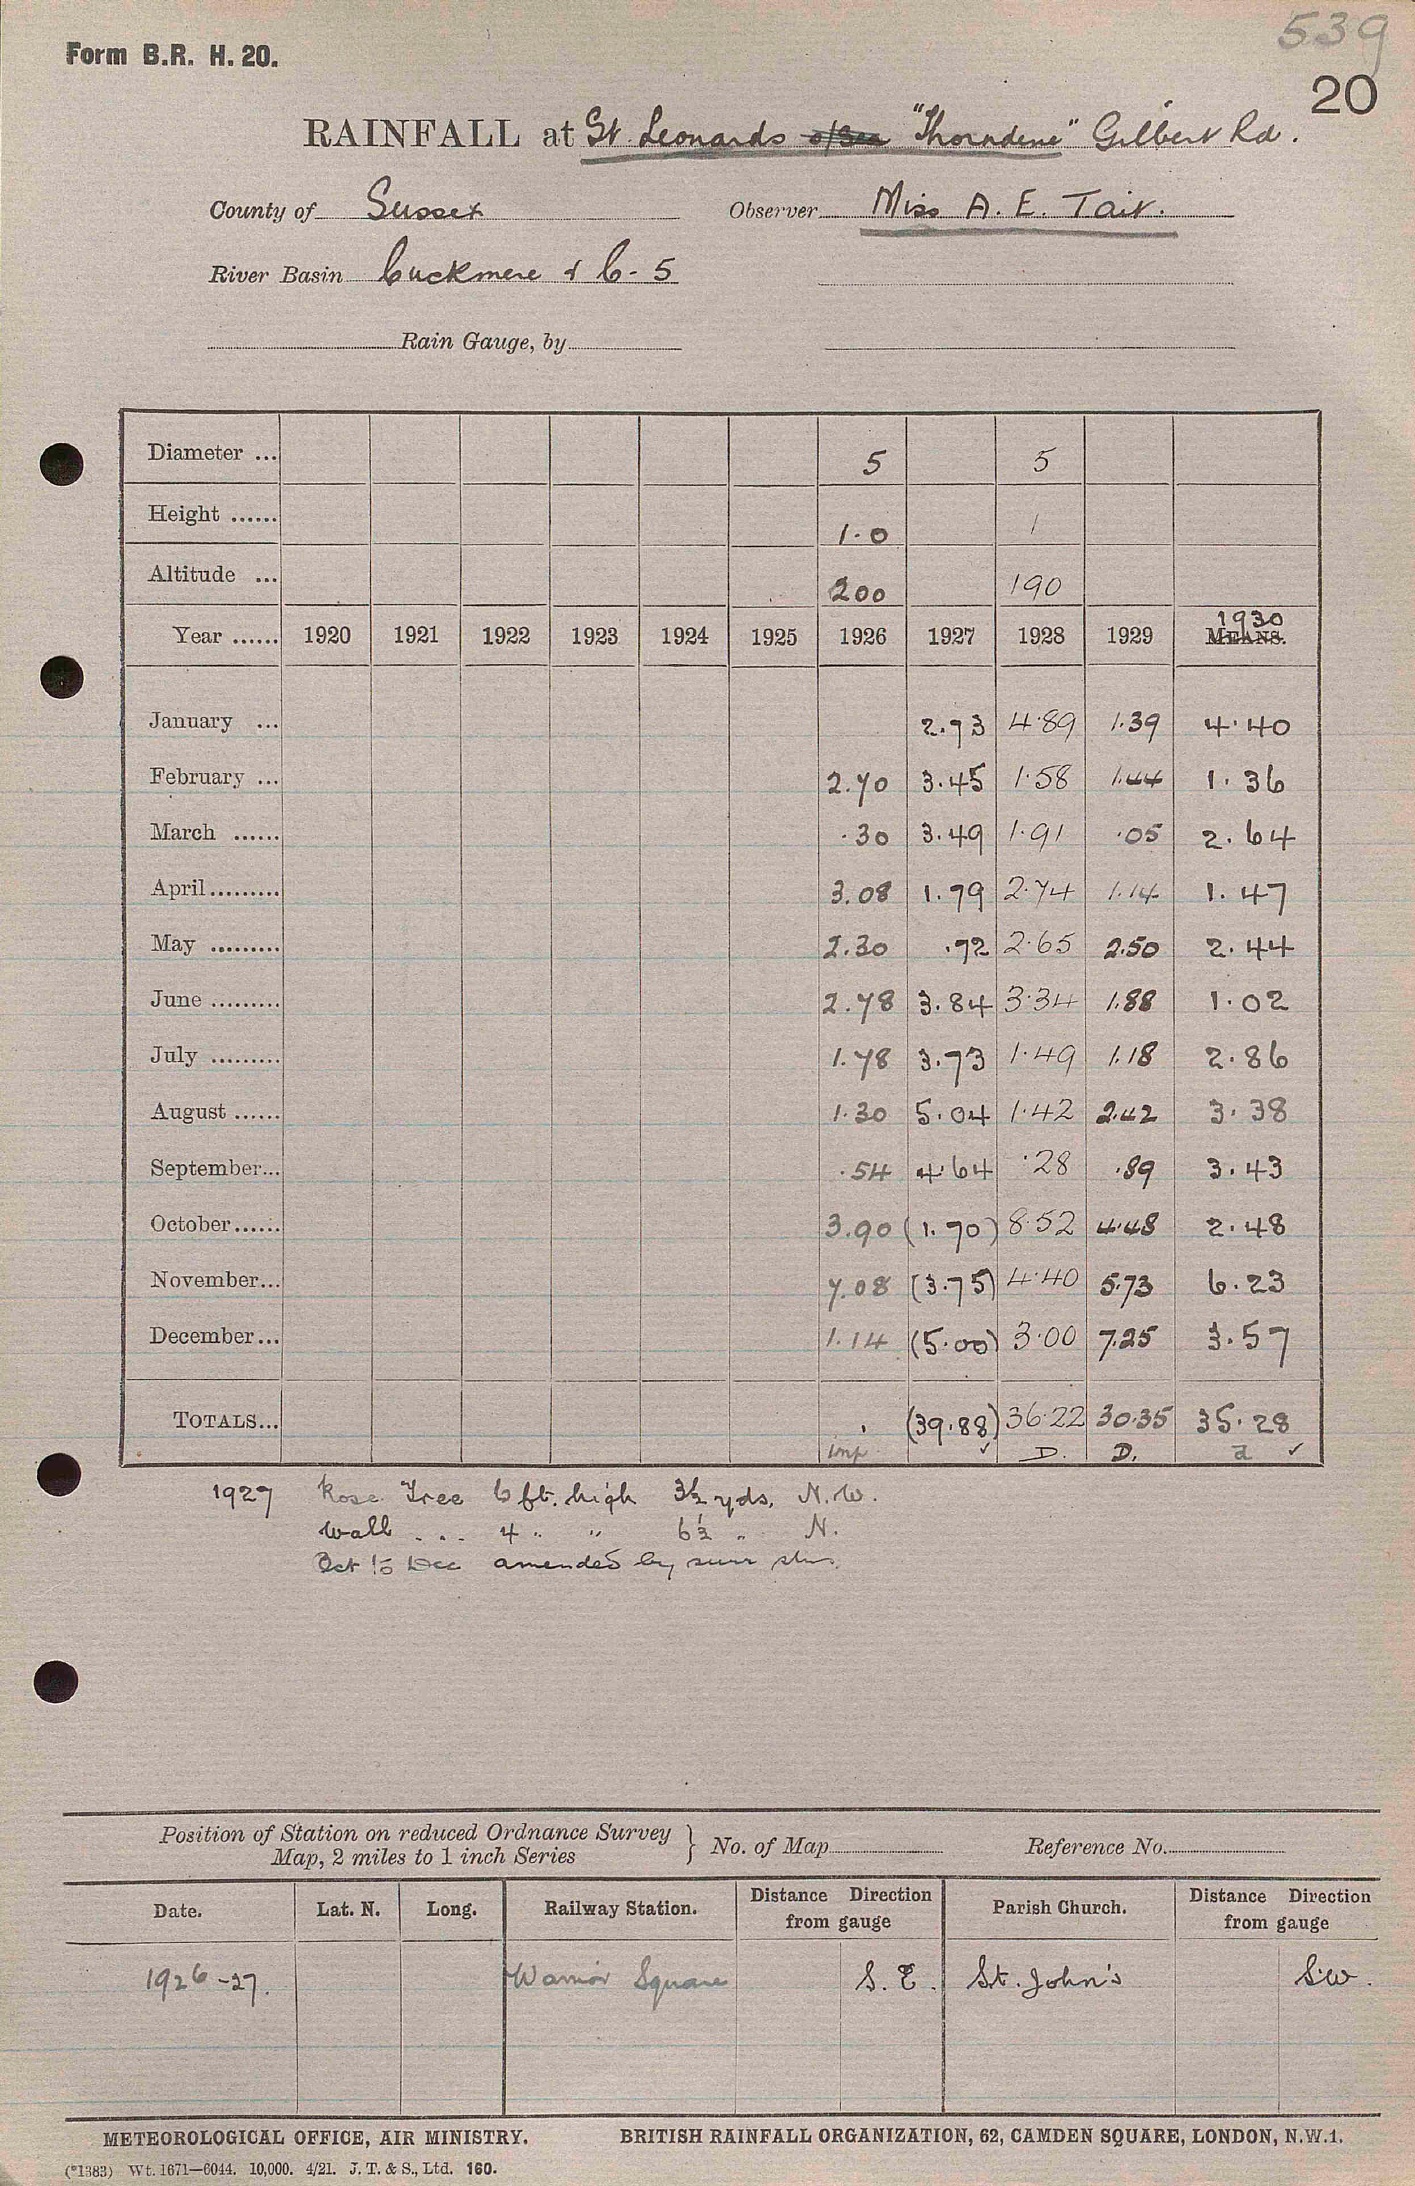 539
Form B.R. H. 20.
20
RAINFALL at St. Leonards o/Sea "Thorndene" Gilbert Rd.
County of Sussex Observer Miss A. E. Tait.
River Basin Cuckmere & C - 5
Rain Gauge, by
Diameter ... 5 5
Height ...... 1.0 1
Altitude ... 200 190
1930
Year ...... 1920 1921 1922 1923 1924 1925 1926 1927 1928 1929 MEANS.
January ... 2.73 4.89 1.39 4.40
February ... 2.70 3.45 1.58 1.44 1.36
March ...... .30 3.49 1.91 .05 2.64
April ......... 3.08 1.79 2.74 1.14 1.47
May ......... 2.30 .72 2.65 2.50 2.44
June ......... 2.78 3.84 3.34 1.88 1.02
July ......... 1.78 3.73 1.49 1.18 2.86
August ...... 1.30 5.04 1.42 2.42 3.38
September... .54 4.64 .28 .89 3.43
October...... 3.90 (1.70) 8.52 4.48 2.48
November... 7.08 (3.75) 4.40 5.73 6.23
December... 1.14 (5.00) 3.00 7.25 3.57
TOTALS... (39.88) 36.22 30.35 35.28
imp ✓ D. D. d ✓
1927 Rose Tree 6 ft. high 3½ yds. N.W.
Wall ... 4 " " 6½ " N.
Oct to Dec amended by surr stns.
Position of Station on reduced Ordnance Survey
Map, 2 miles to 1 inch Series } No. of Map Reference No.
Date. Lat. N. Long. Railway Station. Distance Direction from gauge Parish Church. Distance Direction from gauge
1926-27. Warrior Square S.E. St. John's S.W.
METEOROLOGICAL OFFICE, AIR MINISTRY. BRITISH RAINFALL ORGANIZATION, 62, CAMDEN SQUARE, LONDON, N.W.1.
(*1383) Wt. 1671—6044. 10,000. 4/21. J. T. & S., Ltd. 160.